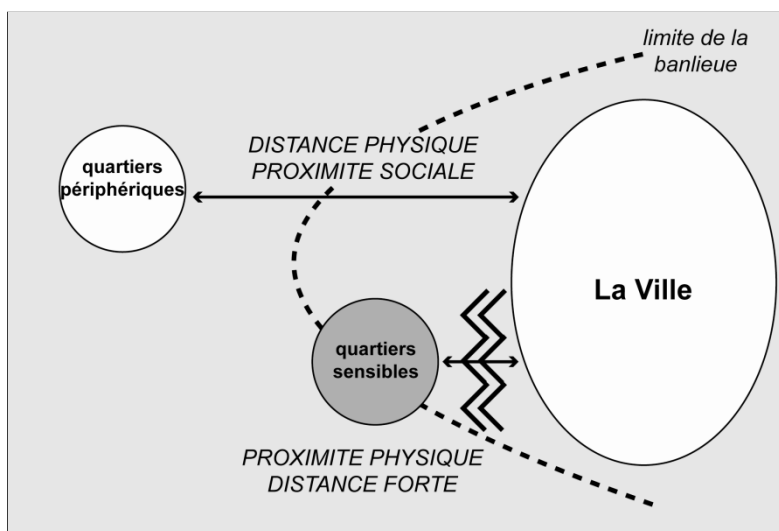 limite de la
banlieue
DISTANCE PHYSIQUE
PROXIMITE SOCIALE
quartiers
périphériques
La Ville
quartiers
sensibles
PROXIMITE PHYSIQUE
DISTANCE FORTE